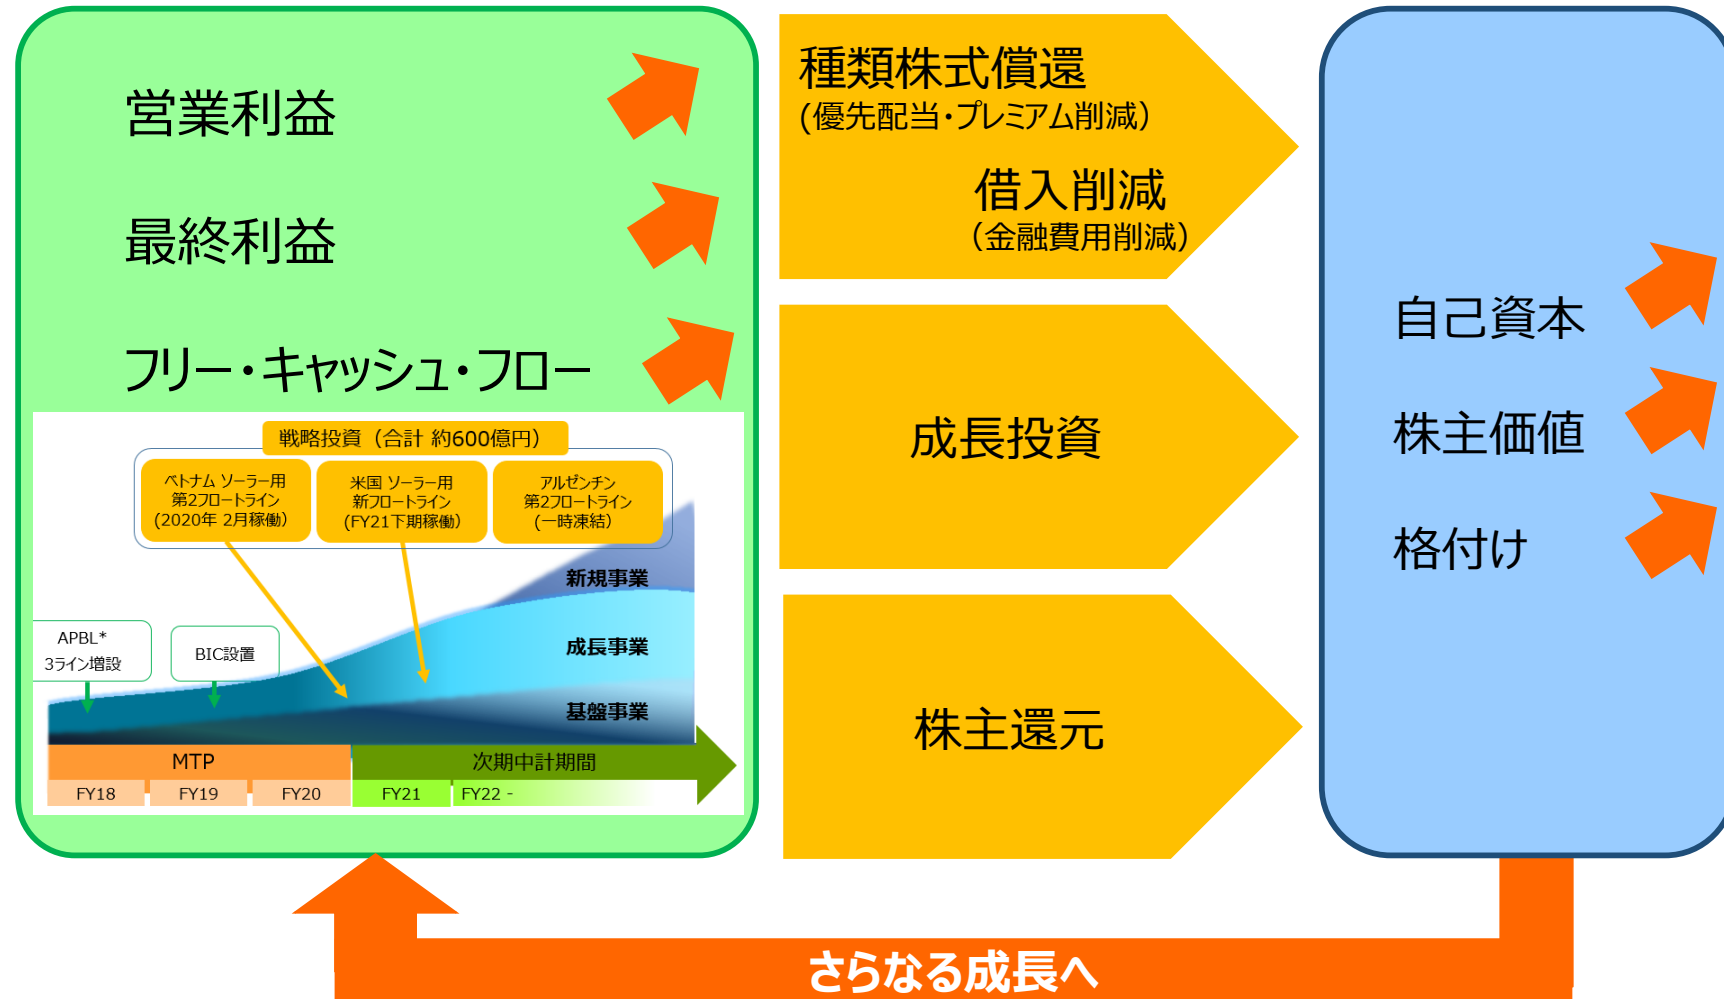 営業利益
最終利益
フリー・キャッシュ・フロー
戦略投資（合計 約600億円）
ベトナム ソーラー用
第2フロートライン
(2020年 2月稼働）
米国 ソーラー用
新フロートライン
(FY21下期稼働）
アルゼンチン
第2フロートライン
(一時凍結）
新規事業
成長事業
基盤事業
APBL*
3ライン増設
BIC設置
MTP
次期中計期間
FY18
FY19
FY20
FY21
FY22 -
種類株式償還
(優先配当・プレミアム削減）
借入削減
（金融費用削減）
成長投資
株主還元
自己資本
株主価値
格付け
さらなる成長へ